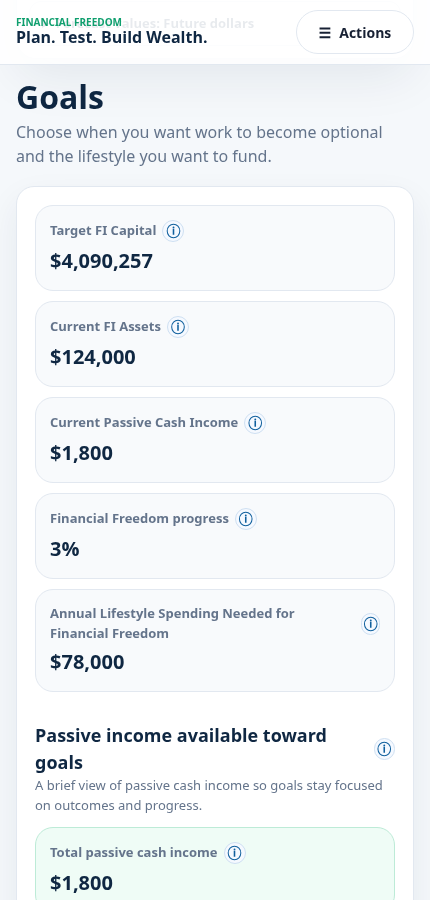 FINANCIAL FREEDOM
alues: Future dollars
Plan. Test. Build Wealth.
☰ Actions
Goals
Choose when you want work to become optional
and the lifestyle you want to fund.
Target FI Capital ⓘ
$4,090,257
Current FI Assets ⓘ
$124,000
Current Passive Cash Income ⓘ
$1,800
Financial Freedom progress ⓘ
3%
Annual Lifestyle Spending Needed for
Financial Freedom ⓘ
$78,000
Passive income available toward
goals ⓘ
A brief view of passive cash income so goals stay focused
on outcomes and progress.
Total passive cash income ⓘ
$1,800